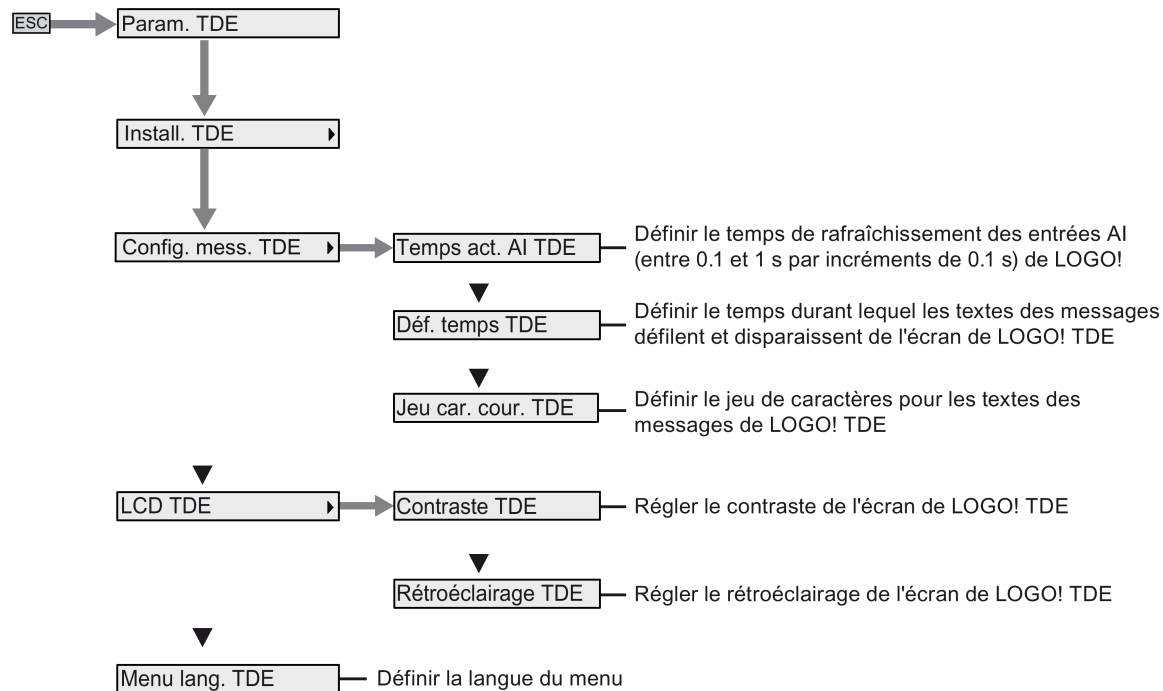 ESC
Param. TDE
Install. TDE
Config. mess. TDE
Temps act. AI TDE
Définir le temps de rafraîchissement des entrées AI
(entre 0.1 et 1 s par incréments de 0.1 s) de LOGO!
Déf. temps TDE
Définir le temps durant lequel les textes des messages
défilent et disparaissent de l'écran de LOGO! TDE
Jeu car. cour. TDE
Définir le jeu de caractères pour les textes des
messages de LOGO! TDE
LCD TDE
Contraste TDE
Régler le contraste de l'écran de LOGO! TDE
Rétroéclairage TDE
Régler le rétroéclairage de l'écran de LOGO! TDE
Menu lang. TDE
Définir la langue du menu